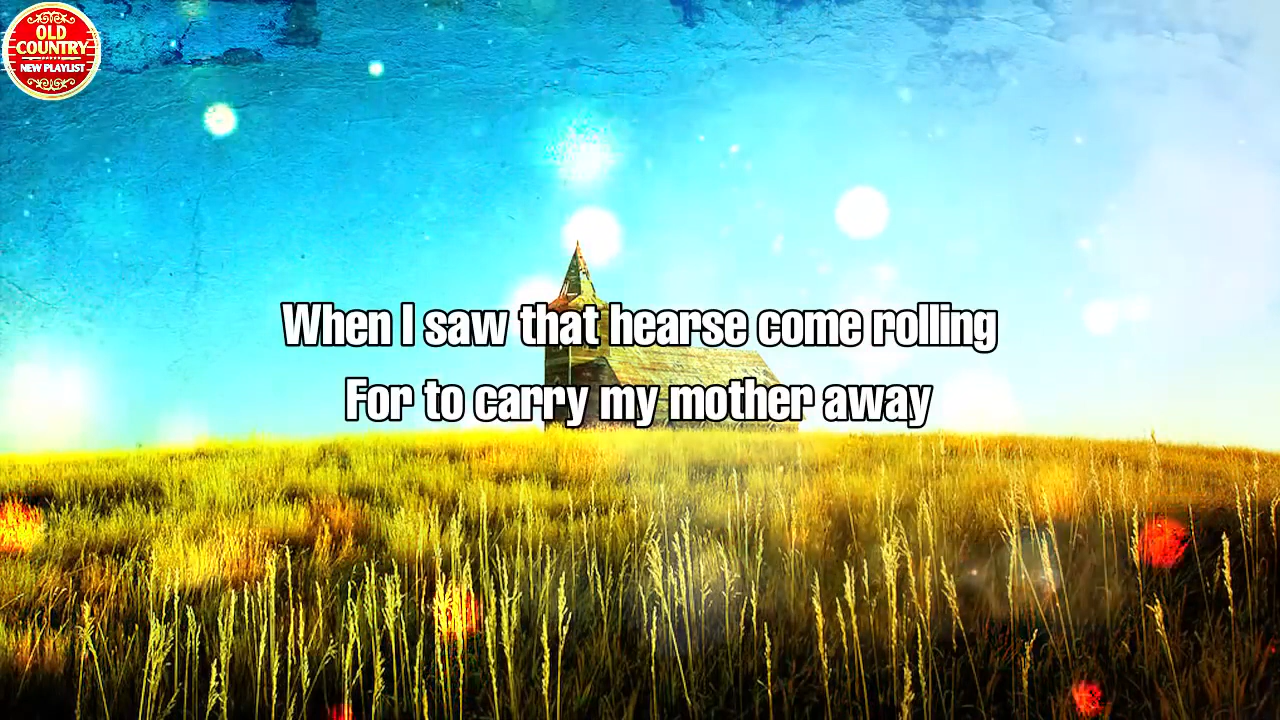 OLD
COUNTRY
NEW PLAYLIST
When I saw that hearse come rolling
For to carry my mother away